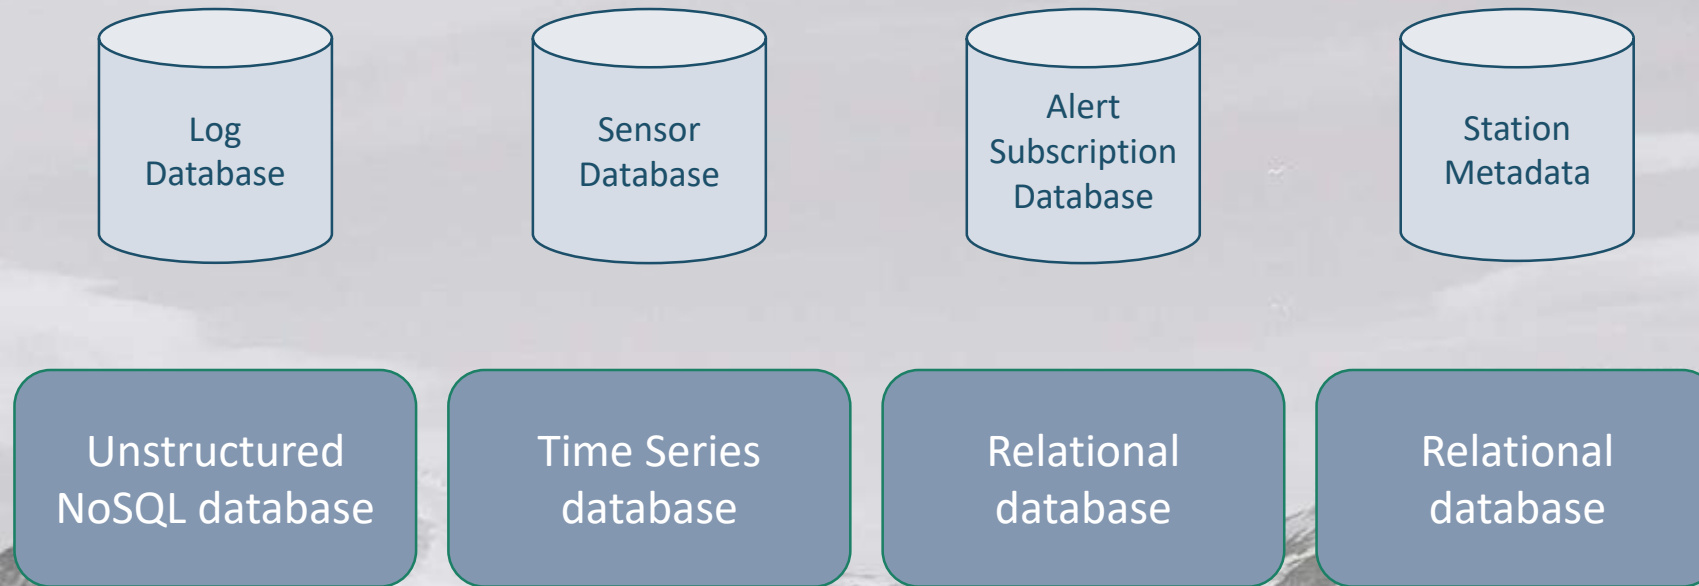 Log
Database
Sensor
Database
Alert
Subscription
Database
Station
Metadata
Unstructured
NoSQL database
Time Series
database
Relational
database
Relational
database